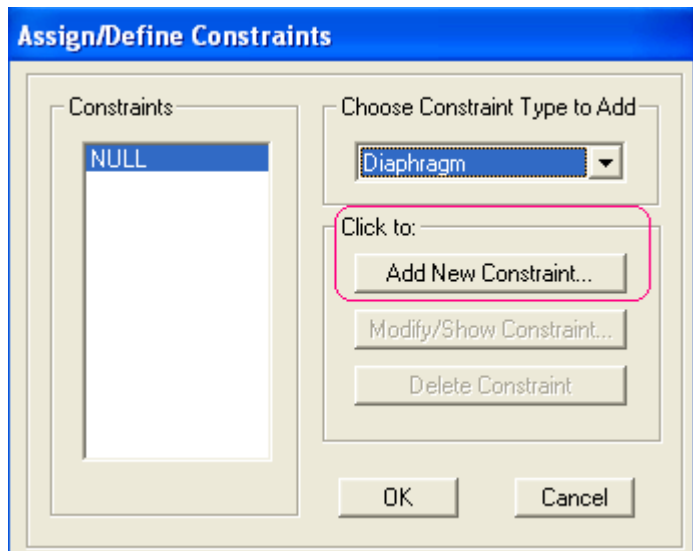 Assign/Define Constraints
Constraints
NULL
Choose Constraint Type to Add
Diaphragm
Click to:
Add New Constraint...
Modify/Show Constraint...
Delete Constraint
OK
Cancel